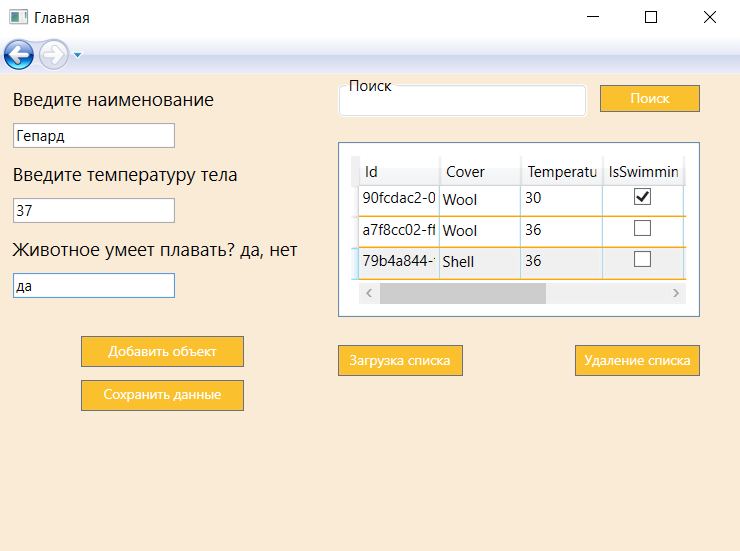 Главная
Введите наименование
Гепард
Введите температуру тела
37
Животное умеет плавать? да, нет
да
Добавить объект
Сохранить данные
Поиск
Поиск
Id Cover Temperatu IsSwimmin
90fcdac2-0 Wool 30
a7f8cc02-ff Wool 36
79b4a844- Shell 36
Загрузка списка
Удаление списка